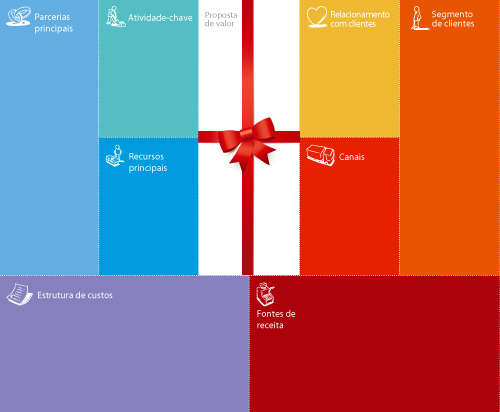 Parcerias
principais
Atividade-chave
Proposta
de valor
Relacionamento
com clientes
Segmento
de clientes
Recursos
principais
Canais
Estrutura de custos
Fontes de
receita